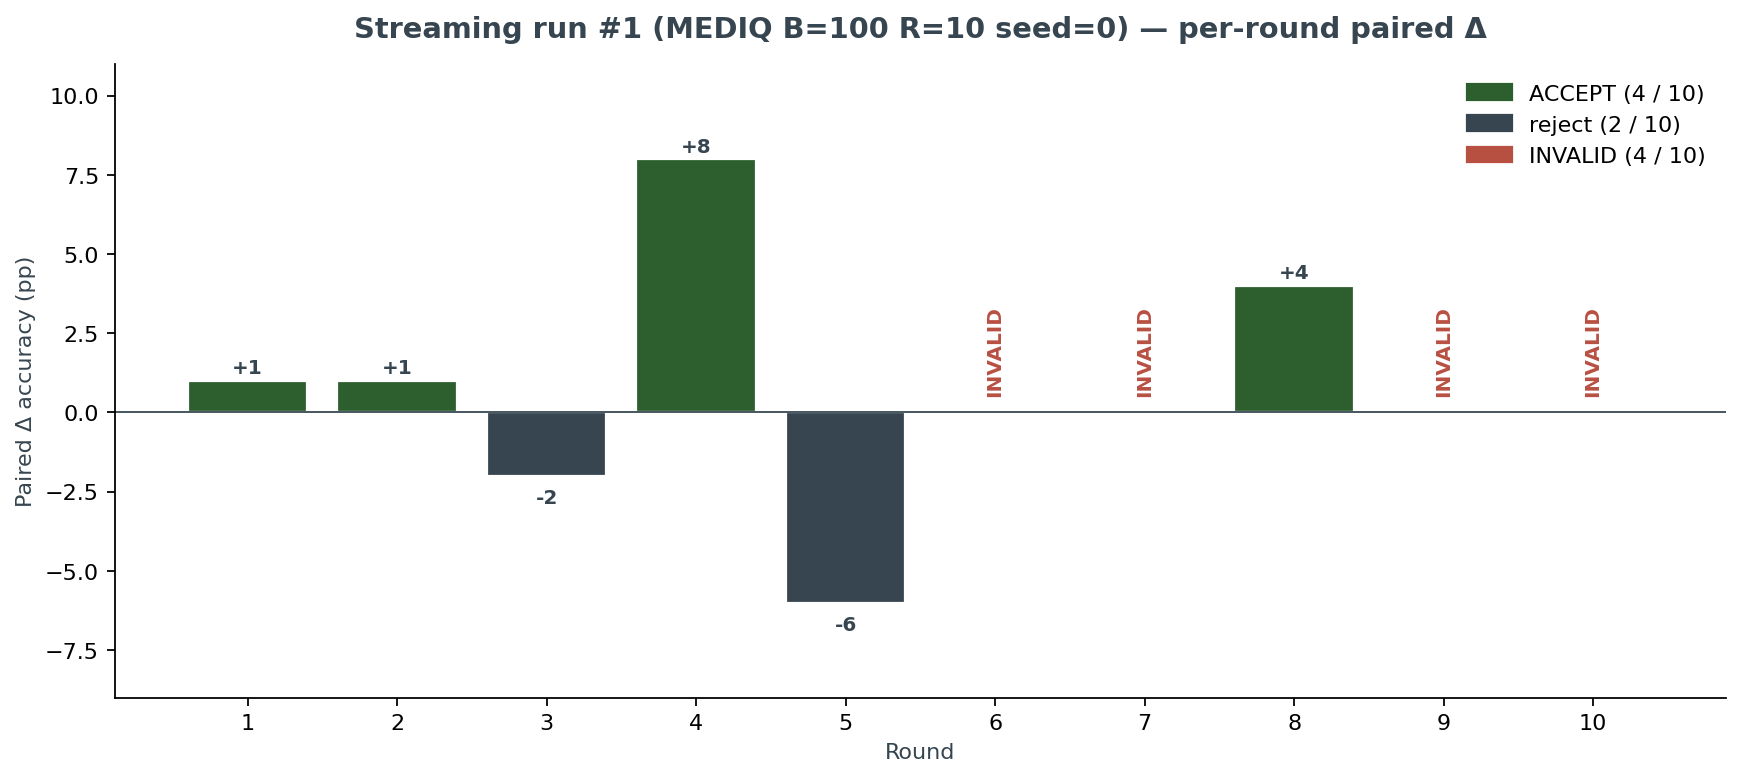 Streaming run #1 (MEDIQ B=100 R=10 seed=0) — per-round paired Δ
Paired Δ accuracy (pp)
10.0
7.5
5.0
2.5
0.0
−2.5
−5.0
−7.5
ACCEPT (4 / 10)
reject (2 / 10)
INVALID (4 / 10)
+1
+1
-2
+8
-6
INVALID
INVALID
+4
INVALID
INVALID
1 2 3 4 5 6 7 8 9 10
Round